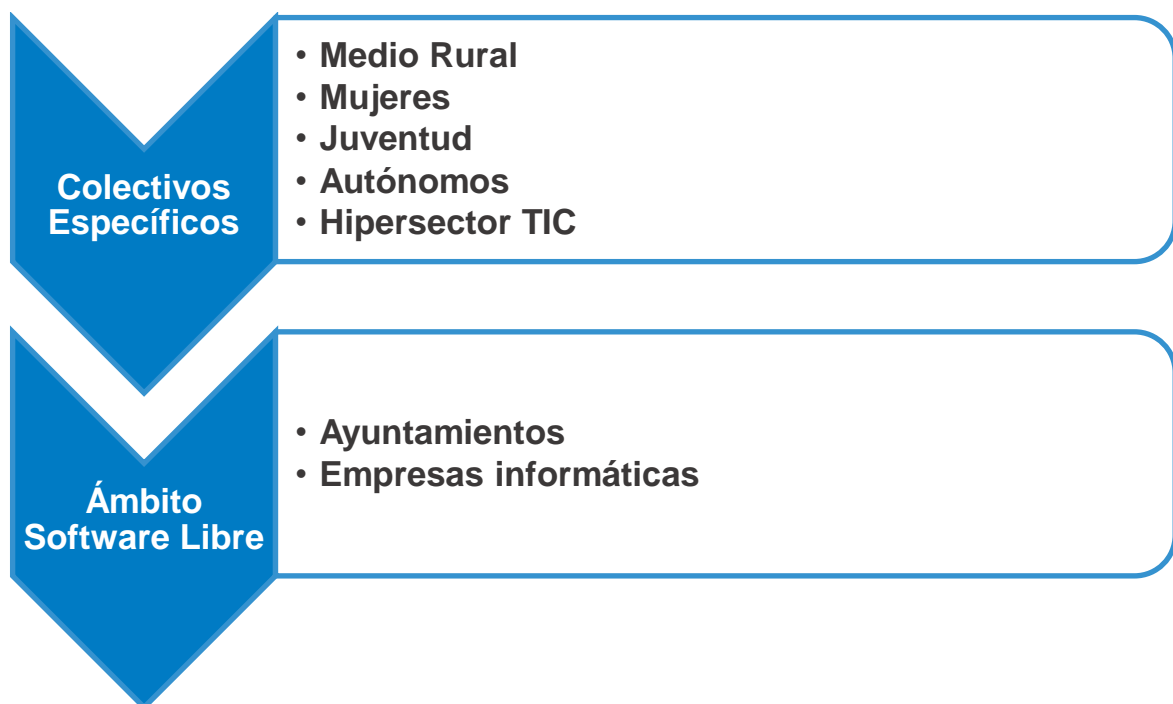 Colectivos
Específicos
• Medio Rural
• Mujeres
• Juventud
• Autónomos
• Hipersector TIC
Ámbito
Software Libre
• Ayuntamientos
• Empresas informáticas